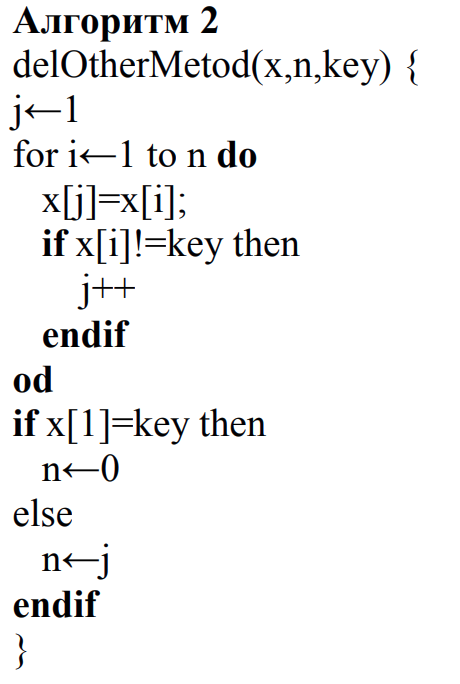 Алгоритм 2
delOtherMetod(x,n,key) {
j←1
for i←1 to n do
x[j]=x[i];
if x[i]!=key then
j++
endif
od
if x[1]=key then
n←0
else
n←j
endif
}